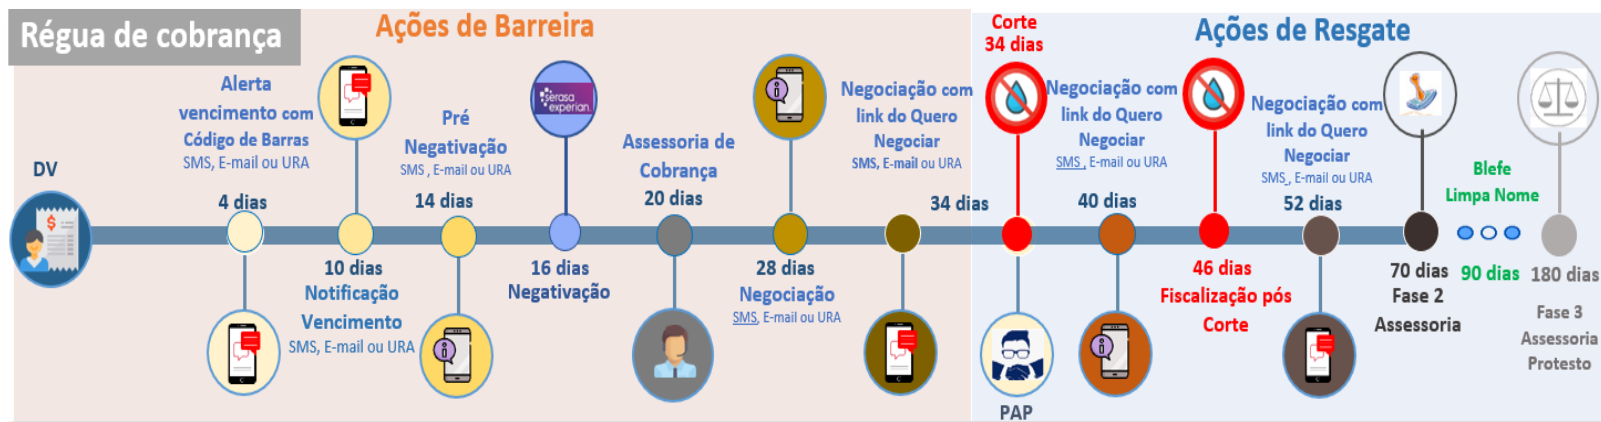 Régua de cobrança
Ações de Barreira
DV
Alerta
vencimento com
Código de Barras
SMS, E-mail ou URA
4 dias
10 dias
Notificação
Vencimento
SMS, E-mail ou URA
Pré
Negativação
SMS , E-mail ou URA
14 dias
serasa
experian
16 dias
Negativação
Assessoria de
Cobrança
20 dias
28 dias
Negociação
SMS, E-mail ou URA
Negociação com
link do Quero
Negociar
SMS, E-mail ou URA
34 dias
Ações de Resgate
Corte
34 dias
PAP
Negociação com
link do Quero
Negociar
SMS , E-mail ou URA
40 dias
46 dias
Fiscalização pós
Corte
Negociação com
link do Quero
Negociar
SMS , E-mail ou URA
52 dias
70 dias
Fase 2
Assessoria
Blefe
Limpa Nome
90 dias
180 dias
Fase 3
Assessoria
Protesto